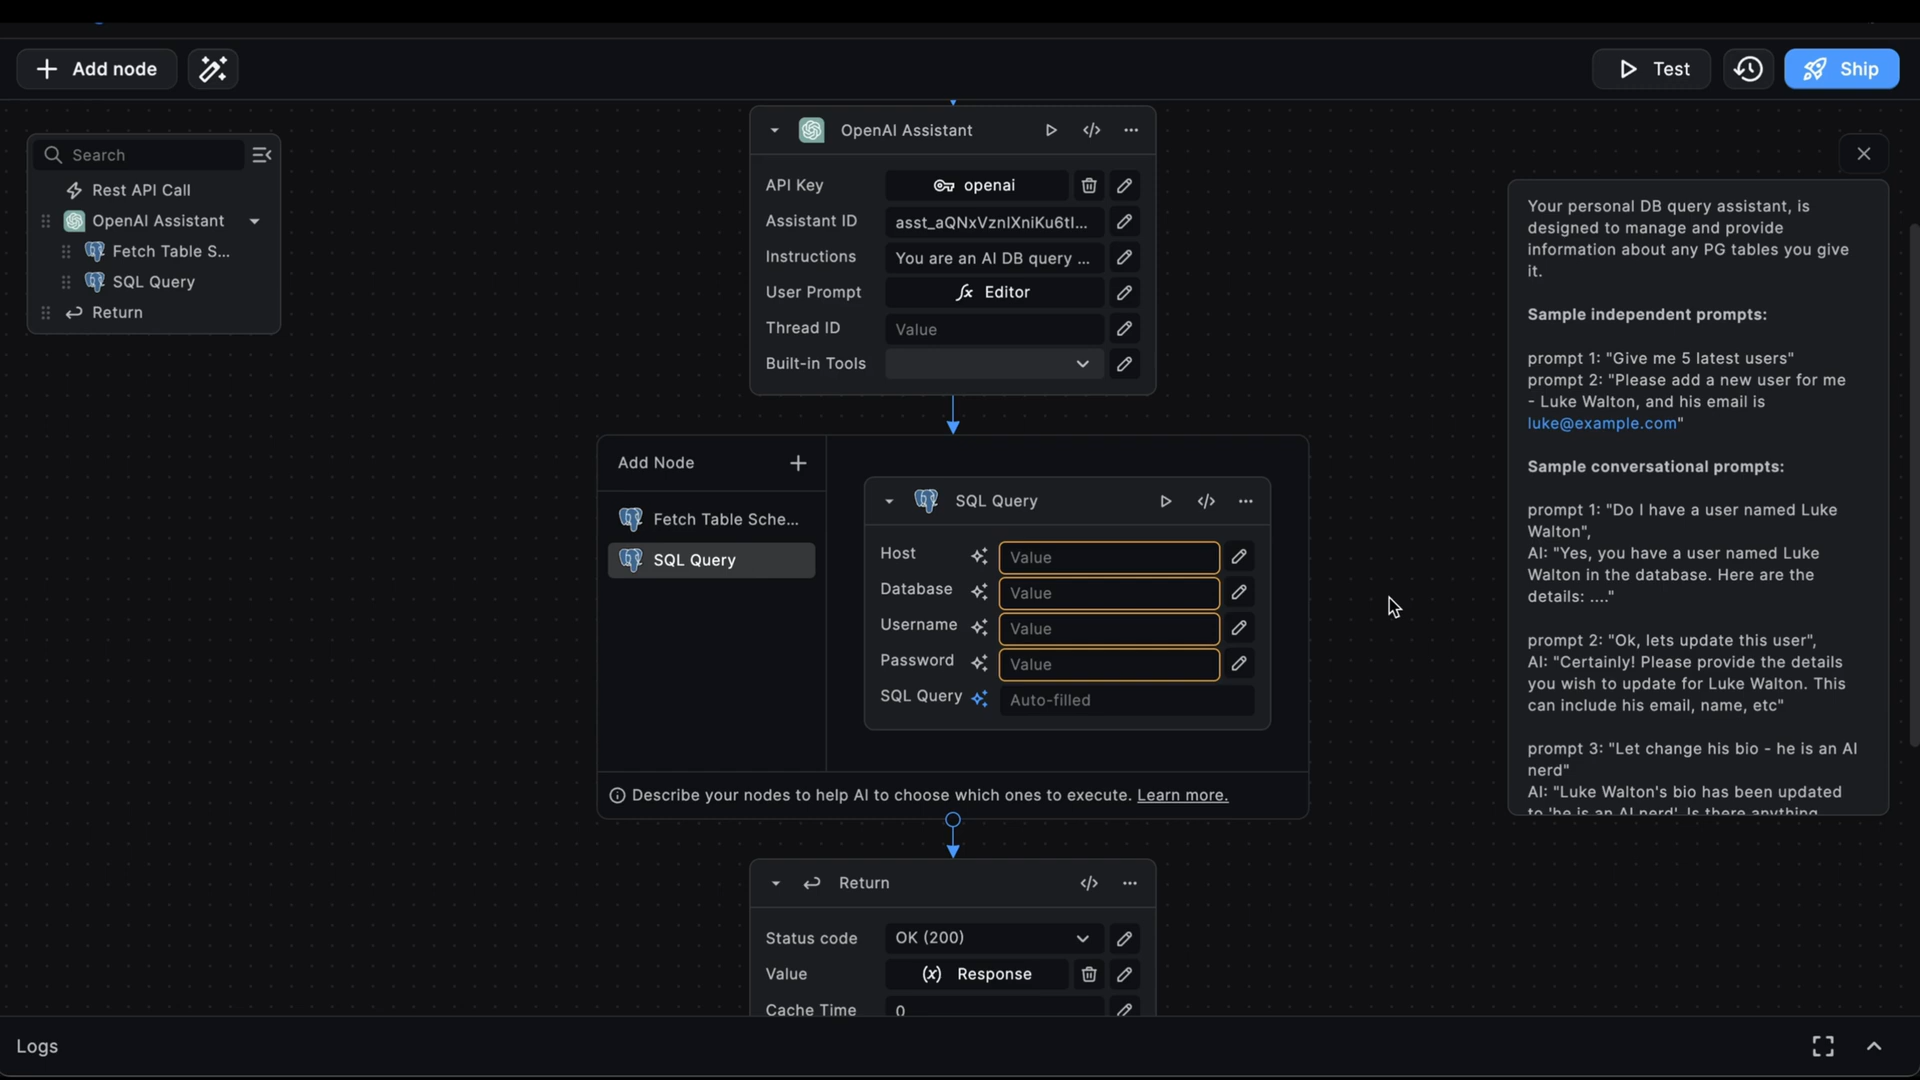 Add node
Test
Ship
Search
Rest API Call
OpenAI Assistant
Fetch Table S...
SQL Query
Return
OpenAI Assistant
API Key
openai
Assistant ID
asst_aQNxVznlXniKu6tl...
Instructions
You are an AI DB query ...
User Prompt
Editor
Thread ID
Value
Built-in Tools
Add Node
Fetch Table Sche...
SQL Query
SQL Query
Host
Value
Database
Value
Username
Value
Password
Value
SQL Query
Auto-filled
Describe your nodes to help AI to choose which ones to execute. Learn more.
Return
Status code
OK (200)
Value
(x) Response
Cache Time
0
Your personal DB query assistant, is
designed to manage and provide
information about any PG tables you give
it.
Sample independent prompts:
prompt 1: "Give me 5 latest users"
prompt 2: "Please add a new user for me
- Luke Walton, and his email is
luke@example.com"
Sample conversational prompts:
prompt 1: "Do I have a user named Luke
Walton",
AI: "Yes, you have a user named Luke
Walton in the database. Here are the
details: ...."
prompt 2: "Ok, lets update this user",
AI: "Certainly! Please provide the details
you wish to update for Luke Walton. This
can include his email, name, etc"
prompt 3: "Let change his bio - he is an AI
nerd"
AI: "Luke Walton's bio has been updated
to 'he is an AI nerd'. Is there anything
Logs